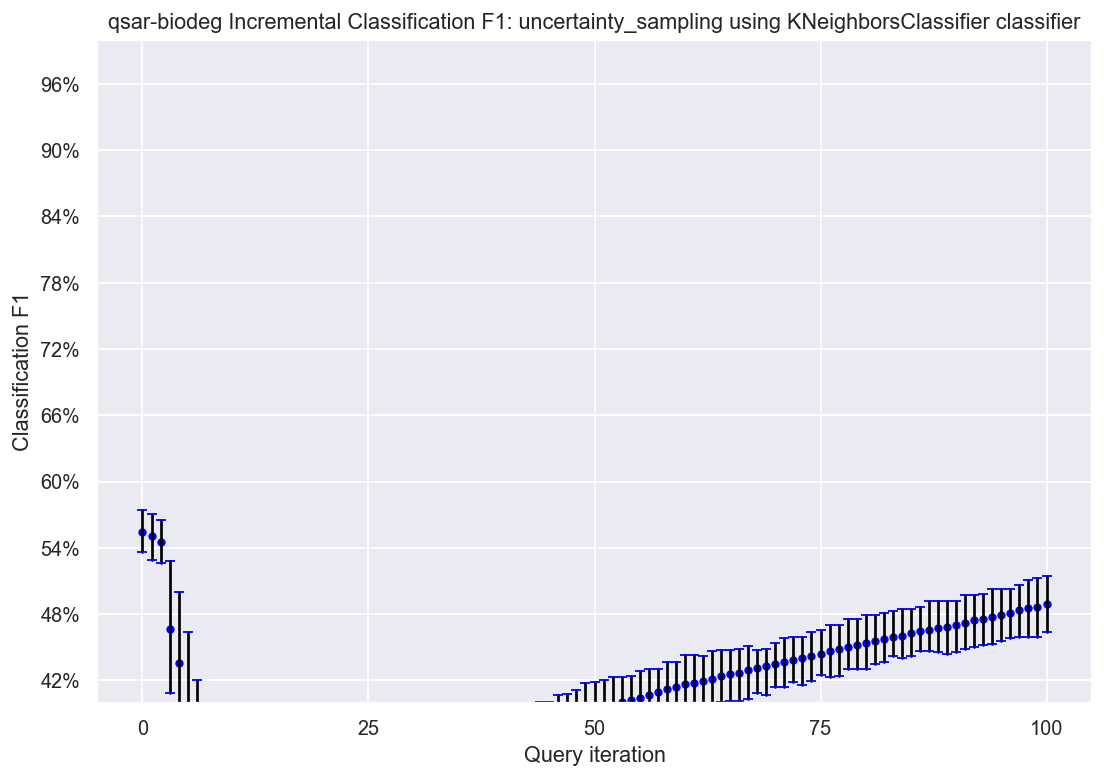 qsar-biodeg Incremental Classification F1: uncertainty_sampling using KNeighborsClassifier classifier
96%
90%
84%
78%
72%
66%
60%
54%
48%
42%
Classification F1
0 25 50 75 100
Query iteration